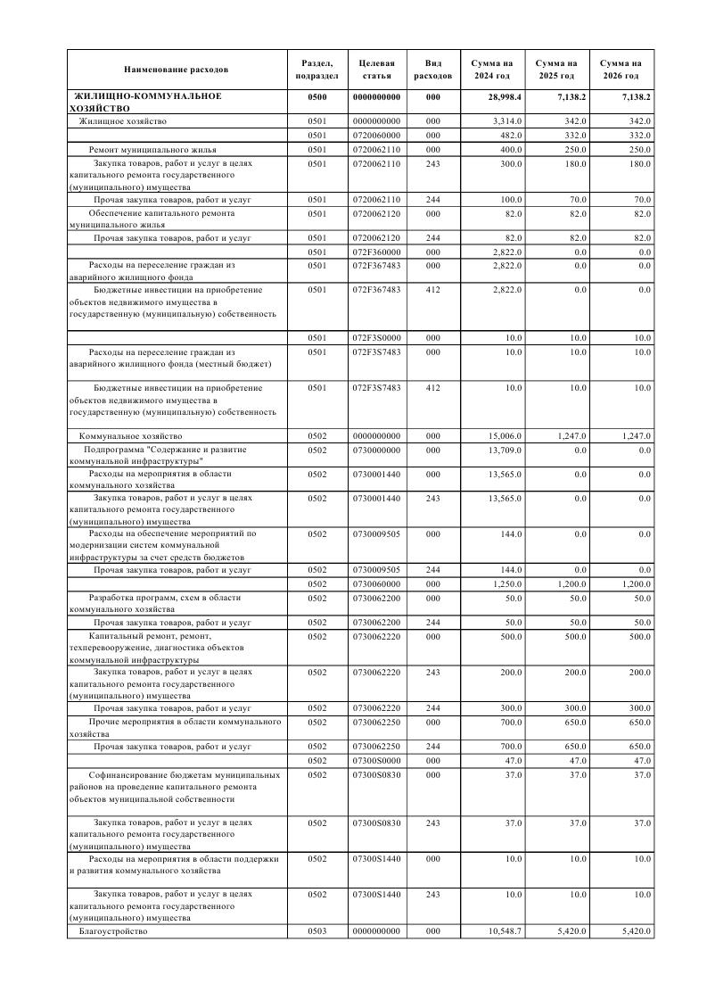 Наименование расходов Раздел, подраздел Целевая статья Вид расходов Сумма на 2024 год Сумма на 2025 год Сумма на 2026 год
ЖИЛИЩНО-КОММУНАЛЬНОЕ 0500 0000000000 000 28,998.4 7,138.2 7,138.2
ХОЗЯЙСТВО
Жилищное хозяйство 0501 0000000000 000 3,314.0 342.0 342.0
0501 0720060000 000 482.0 332.0 332.0
Ремонт муниципального жилья 0501 0720062110 000 400.0 250.0 250.0
Закупка товаров, работ и услуг в целях 0501 0720062110 243 300.0 180.0 180.0
капитального ремонта государственного
(муниципального) имущества
Прочая закупка товаров, работ и услуг 0501 0720062110 244 100.0 70.0 70.0
Обеспечение капитального ремонта 0501 0720062120 000 82.0 82.0 82.0
муниципального жилья
Прочая закупка товаров, работ и услуг 0501 0720062120 244 82.0 82.0 82.0
0501 072F360000 000 2,822.0 0.0 0.0
Расходы на переселение граждан из 0501 072F367483 000 2,822.0 0.0 0.0
аварийного жилищного фонда
Бюджетные инвестиции на приобретение 0501 072F367483 412 2,822.0 0.0 0.0
объектов недвижимого имущества в
государственную (муниципальную) собственность
0501 072F3S0000 000 10.0 10.0 10.0
Расходы на переселение граждан из 0501 072F3S7483 000 10.0 10.0 10.0
аварийного жилищного фонда (местный бюджет)
Бюджетные инвестиции на приобретение 0501 072F3S7483 412 10.0 10.0 10.0
объектов недвижимого имущества в
государственную (муниципальную) собственность
Коммунальное хозяйство 0502 0000000000 000 15,006.0 1,247.0 1,247.0
Подпрограмма "Содержание и развитие 0502 0730000000 000 13,709.0 0.0 0.0
коммунальной инфраструктуры"
Расходы на мероприятия в области 0502 0730001440 000 13,565.0 0.0 0.0
коммунального хозяйства
Закупка товаров, работ и услуг в целях 0502 0730001440 243 13,565.0 0.0 0.0
капитального ремонта государственного
(муниципального) имущества
Расходы на обеспечение мероприятий по 0502 0730009505 000 144.0 0.0 0.0
модернизации систем коммунальной
инфраструктуры за счет средств бюджетов
Прочая закупка товаров, работ и услуг 0502 0730009505 244 144.0 0.0 0.0
0502 0730060000 000 1,250.0 1,200.0 1,200.0
Разработка программ, схем в области 0502 0730062200 000 50.0 50.0 50.0
коммунального хозяйства
Прочая закупка товаров, работ и услуг 0502 0730062200 244 50.0 50.0 50.0
Капитальный ремонт, ремонт, 0502 0730062220 000 500.0 500.0 500.0
техперевооружение, диагностика объектов
коммунальной инфраструктуры
Закупка товаров, работ и услуг в целях 0502 0730062220 243 200.0 200.0 200.0
капитального ремонта государственного
(муниципального) имущества
Прочая закупка товаров, работ и услуг 0502 0730062220 244 300.0 300.0 300.0
Прочие мероприятия в области коммунального 0502 0730062250 000 700.0 650.0 650.0
хозяйства
Прочая закупка товаров, работ и услуг 0502 0730062250 244 700.0 650.0 650.0
0502 07300S0000 000 47.0 47.0 47.0
Софинансирование бюджетам муниципальных 0502 07300S0830 000 37.0 37.0 37.0
районов на проведение капитального ремонта
объектов муниципальной собственности
Закупка товаров, работ и услуг в целях 0502 07300S0830 243 37.0 37.0 37.0
капитального ремонта государственного
(муниципального) имущества
Расходы на мероприятия в области поддержки 0502 07300S1440 000 10.0 10.0 10.0
и развития коммунального хозяйства
Закупка товаров, работ и услуг в целях 0502 07300S1440 243 10.0 10.0 10.0
капитального ремонта государственного
(муниципального) имущества
Благоустройство 0503 0000000000 000 10,548.7 5,420.0 5,420.0